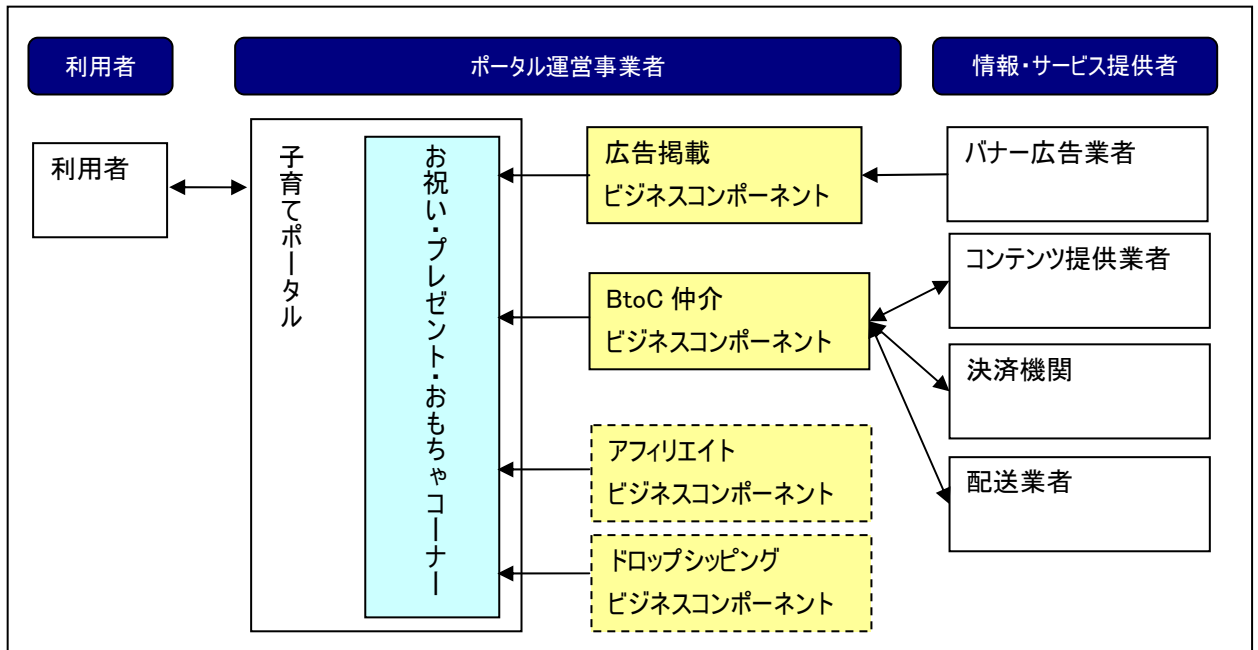 利用者
ポータル運営事業者
情報・サービス提供者
利用者
子育てポータル
お祝い・プレゼント・おもちゃコーナー
広告掲載
ビジネスコンポーネント
BtoC 仲介
ビジネスコンポーネント
アフィリエイト
ビジネスコンポーネント
ドロップシッピング
ビジネスコンポーネント
バナー広告業者
コンテンツ提供業者
決済機関
配送業者